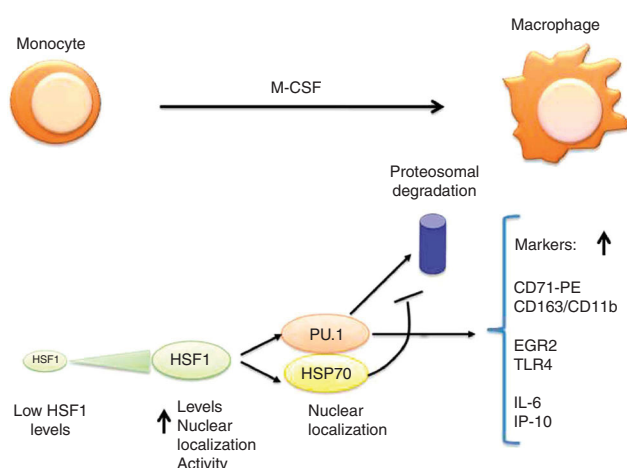 Monocyte
Macrophage
M-CSF
Proteosomal
degradation
Markers:
CD71-PE
CD163/CD11b
EGR2
TLR4
IL-6
IP-10
PU.1
HSP70
HSF1
HSF1
Low HSF1
levels
Levels
Nuclear
localization
Activity
Nuclear
localization